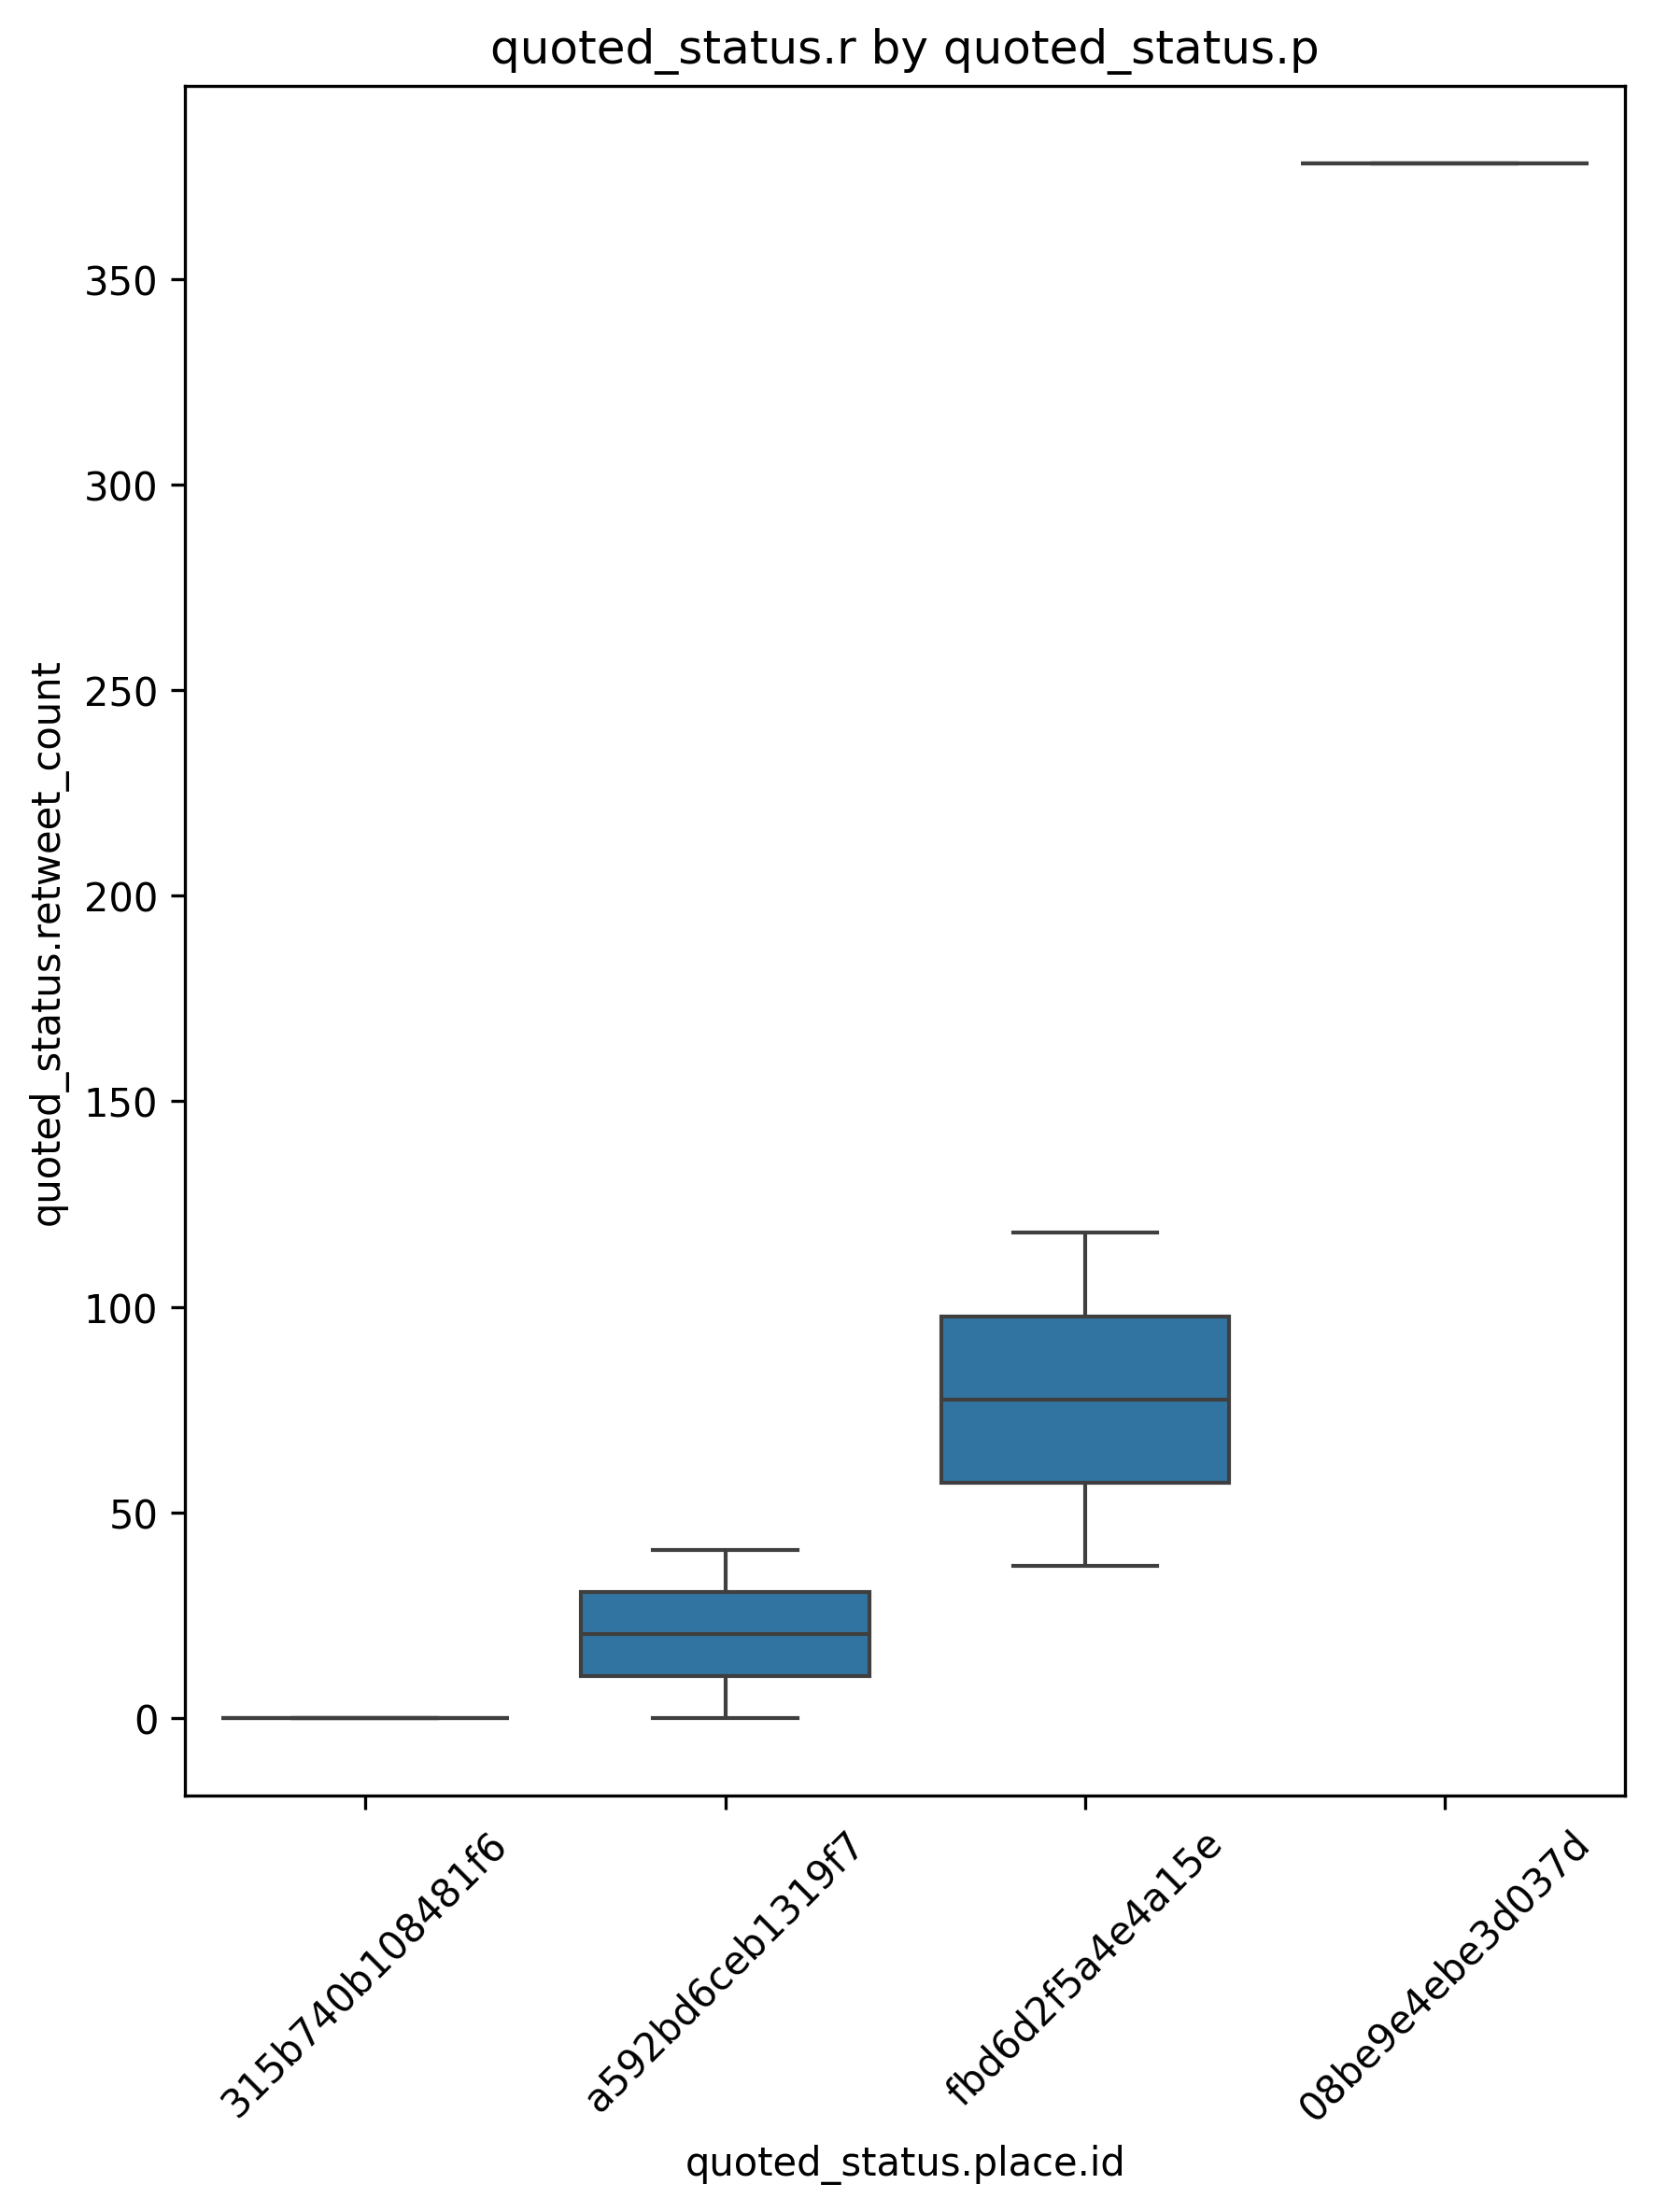 quoted_status.r by quoted_status.p
quoted_status.retweet_count
350
300
250
200
150
100
50
0
315b740b108481f6
a592bd6ceb1319f7
fbd6d2f5a4e4a15e
08be9e4ebe3d037d
quoted_status.place.id